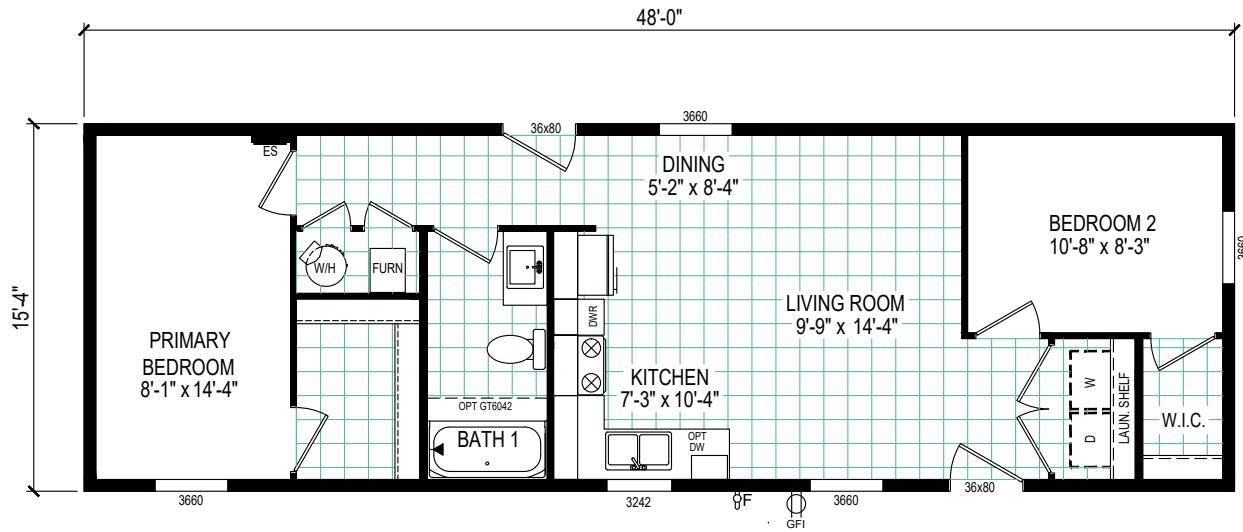 48'-0"
15'-4"
36x80
3660
ES
DINING
5'-2" x 8'-4"
BEDROOM 2
10'-8" x 8'-3"
3660
W/H
FURN
LIVING ROOM
9'-9" x 14'-4"
DWR
PRIMARY
BEDROOM
8'-1" x 14'-4"
KITCHEN
7'-3" x 10'-4"
OPT GT6042
BATH 1
OPT
DW
W
D
LAUN. SHELF
W.I.C.
3660
3242
F
GFI
3660
36x80